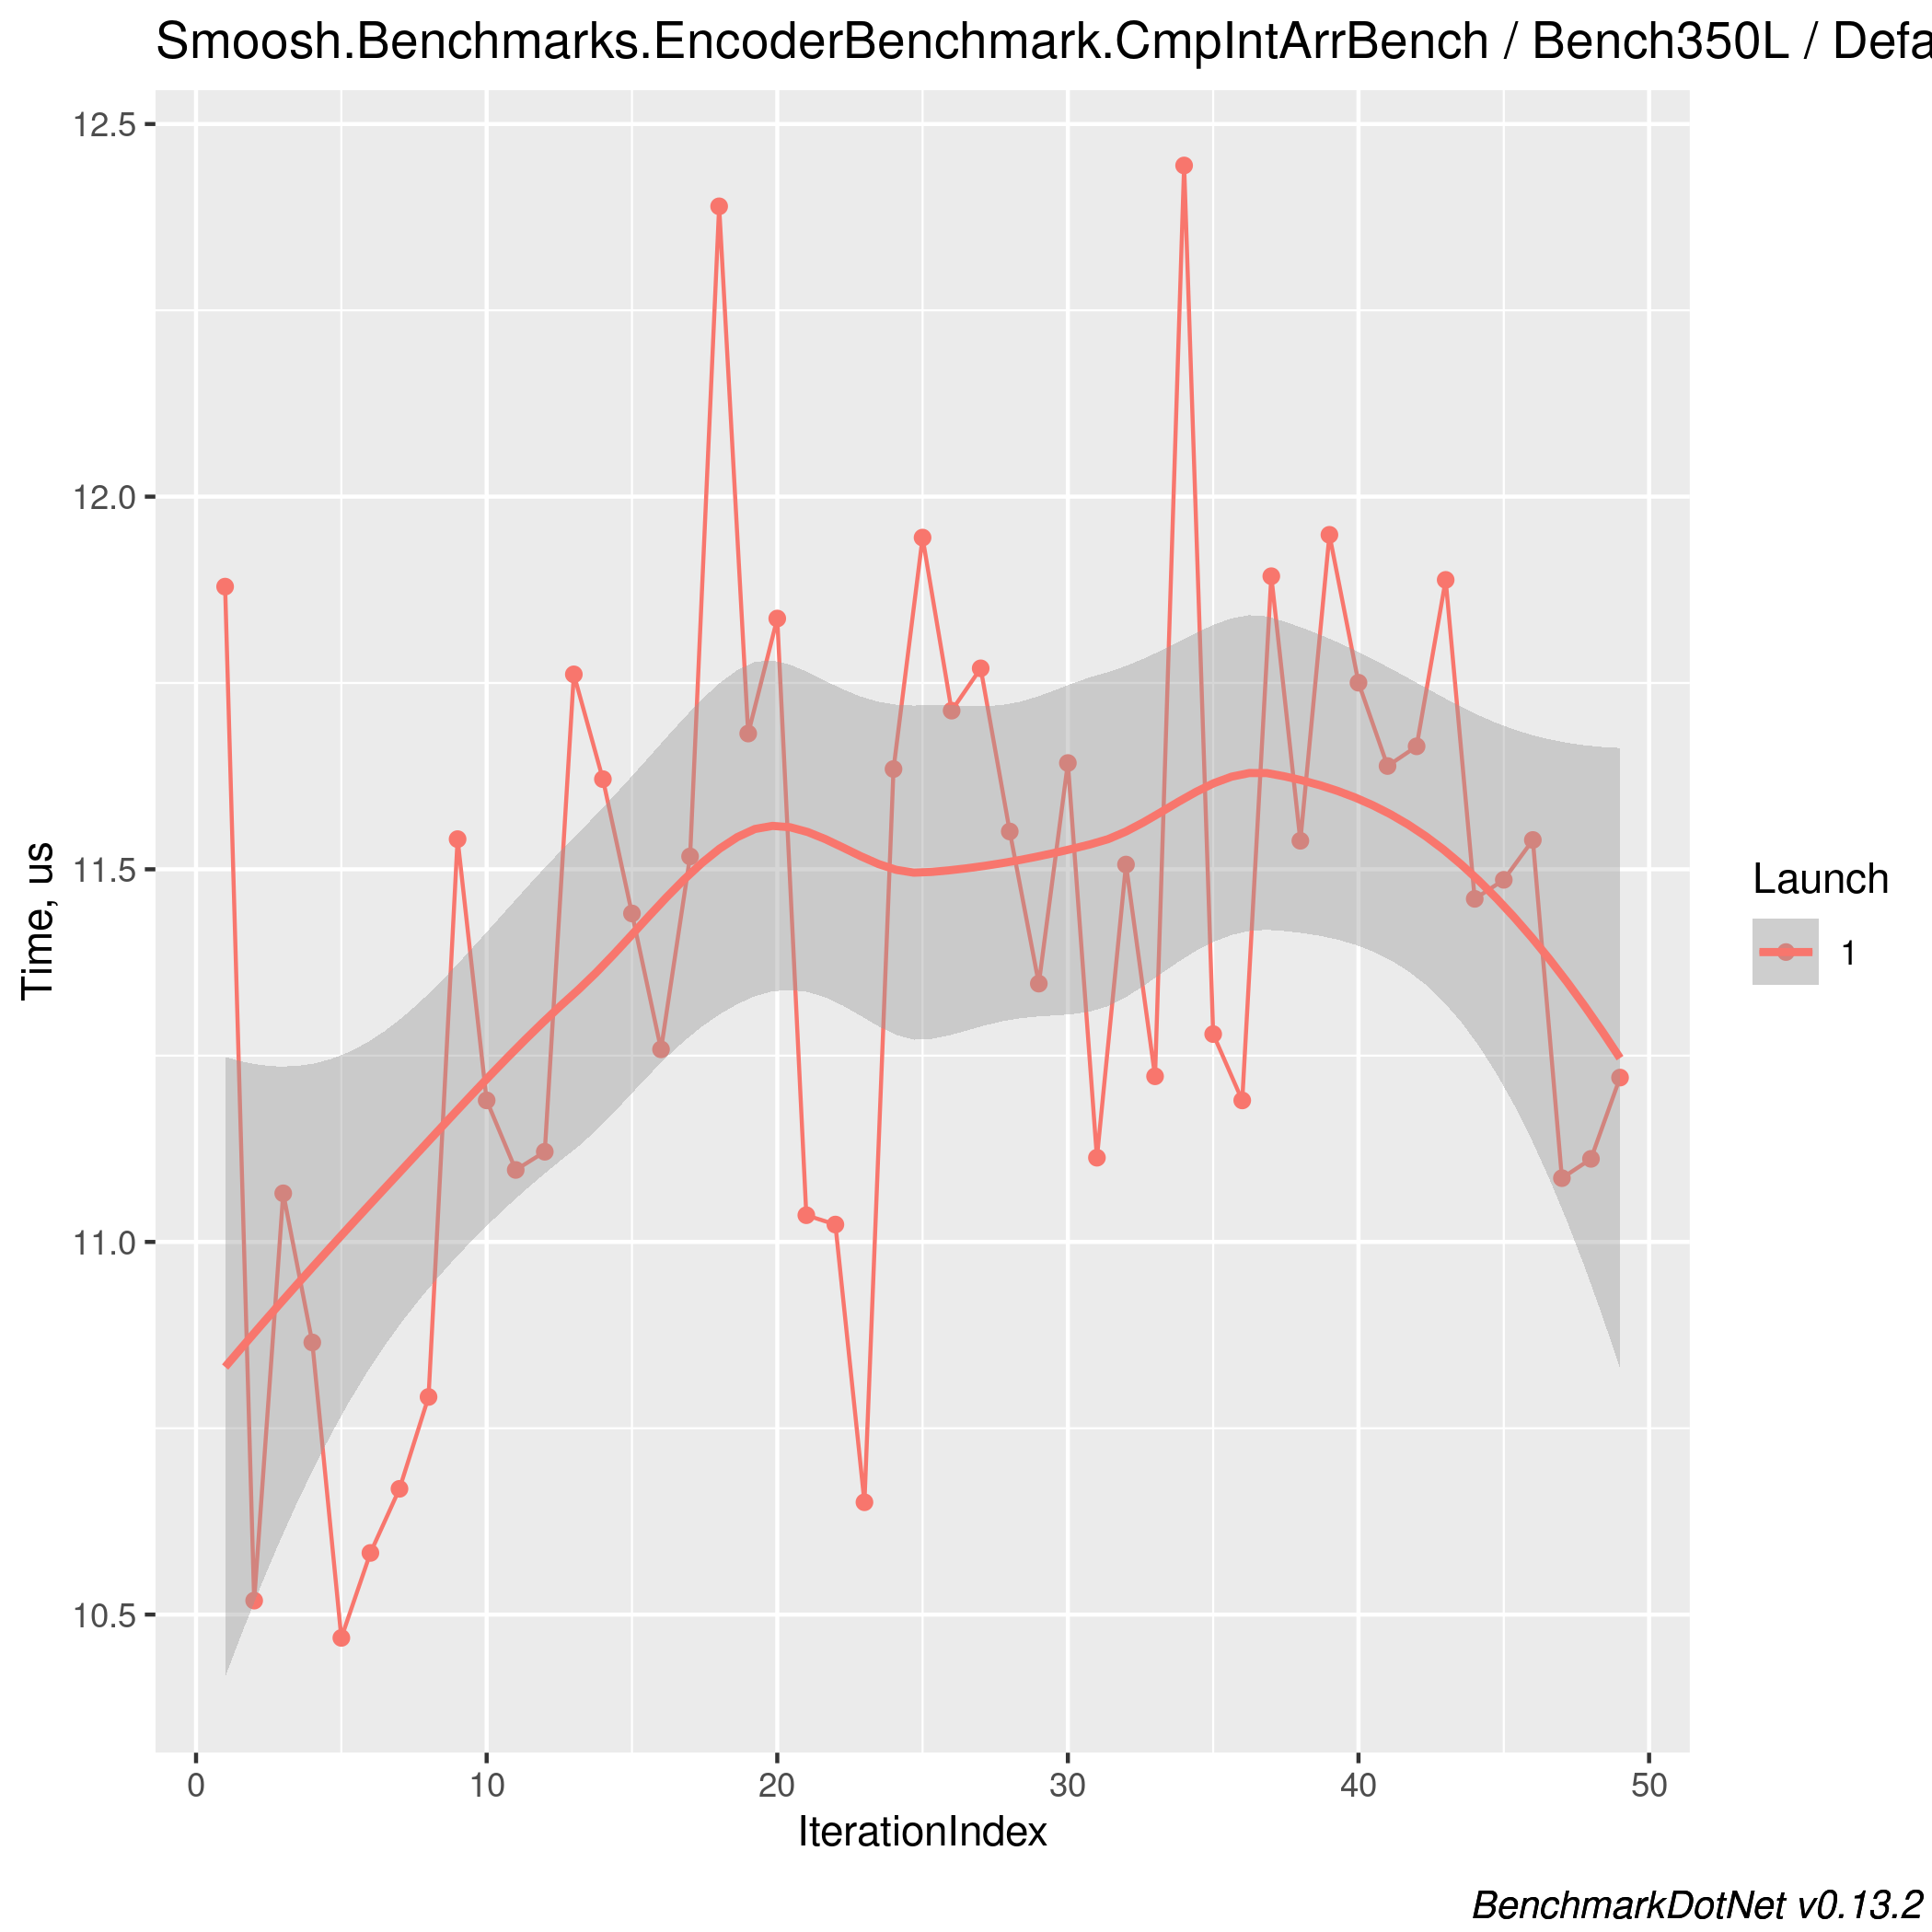 Smoosh.Benchmarks.EncoderBenchmark.CmpIntArrBench / Bench350L / Defa
12.5
12.0
11.5
11.0
10.5
Time, us
0 10 20 30 40 50
IterationIndex
Launch
1
BenchmarkDotNet v0.13.2